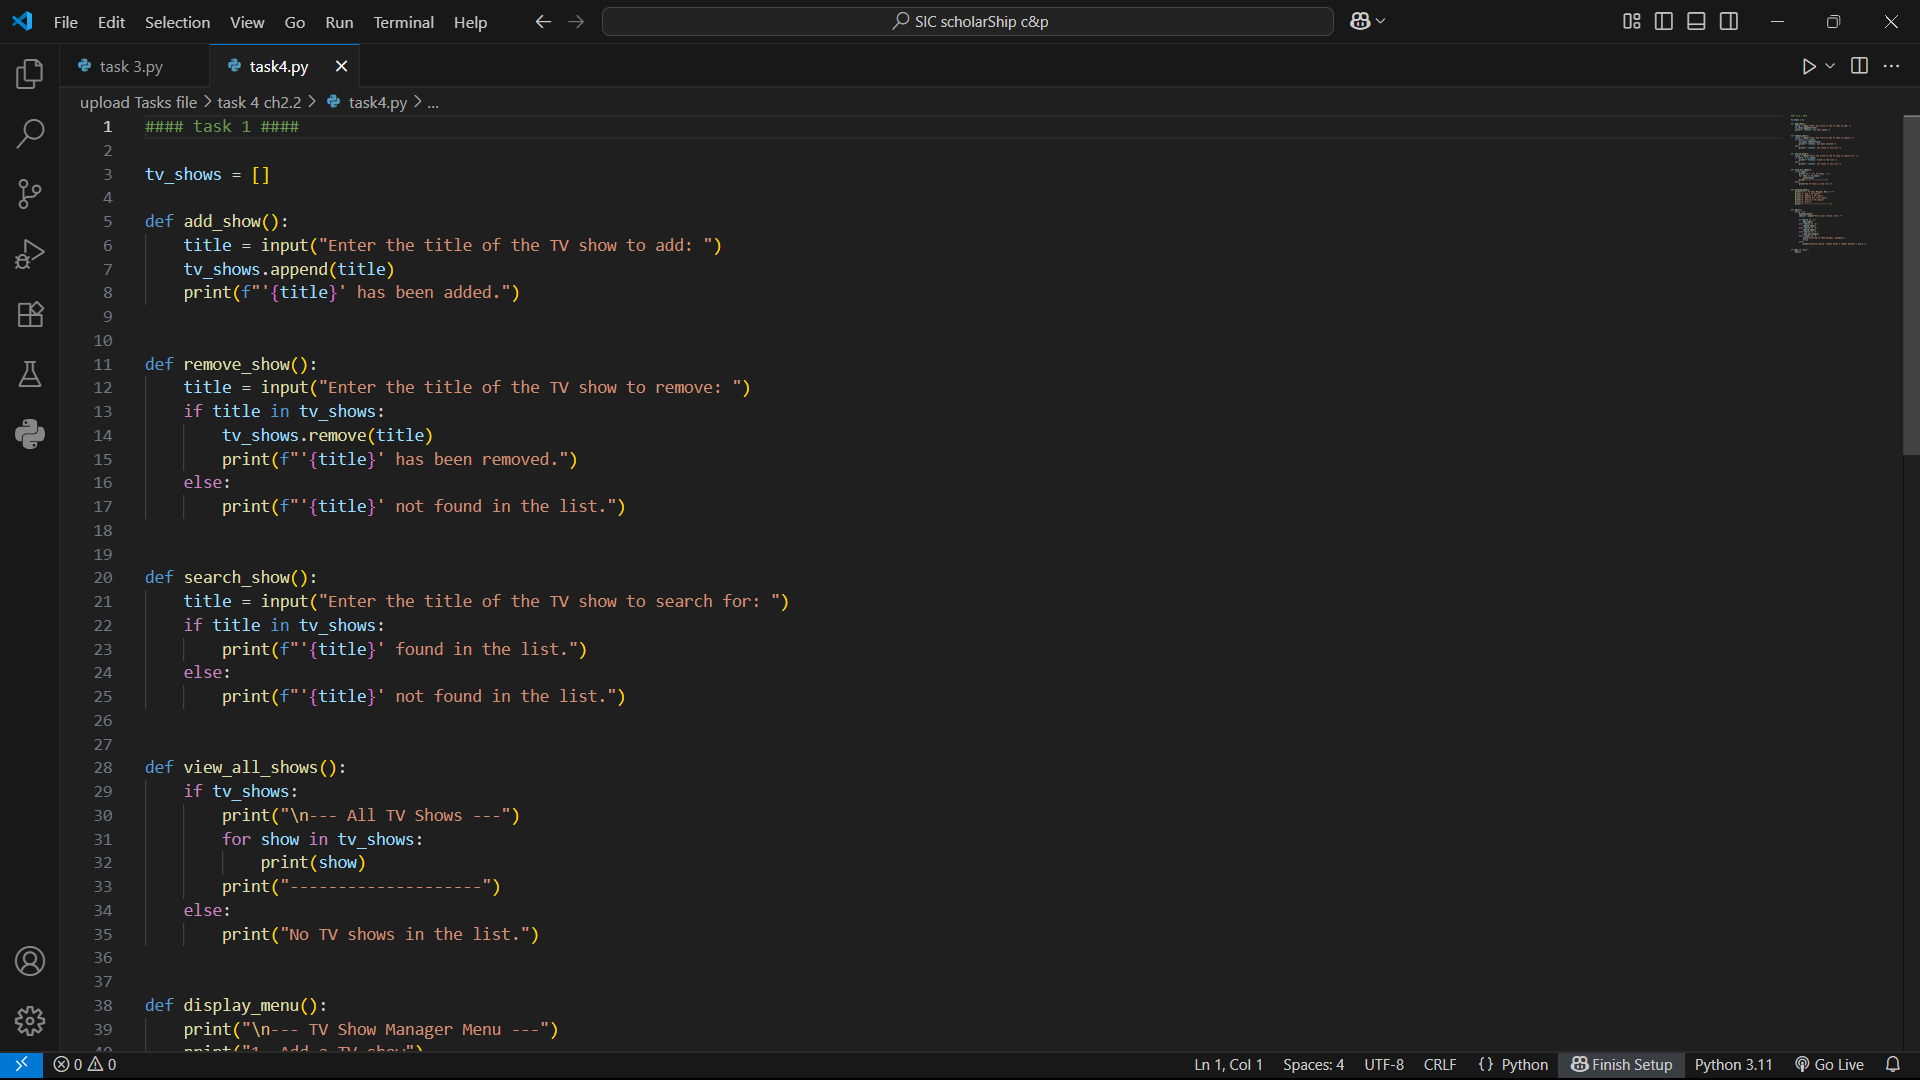 File Edit Selection View Go Run Terminal Help SIC scholarShip c&p
task 3.py task4.py
upload Tasks file > task 4 ch2.2 > task4.py > ...
1 #### task 1 ####
2
3 tv_shows = []
4
5 def add_show():
6 title = input("Enter the title of the TV show to add: ")
7 tv_shows.append(title)
8 print(f"'{title}' has been added.")
9
10
11 def remove_show():
12 title = input("Enter the title of the TV show to remove: ")
13 if title in tv_shows:
14 tv_shows.remove(title)
15 print(f"'{title}' has been removed.")
16 else:
17 print(f"'{title}' not found in the list.")
18
19
20 def search_show():
21 title = input("Enter the title of the TV show to search for: ")
22 if title in tv_shows:
23 print(f"'{title}' found in the list.")
24 else:
25 print(f"'{title}' not found in the list.")
26
27
28 def view_all_shows():
29 if tv_shows:
30 print("\n--- All TV Shows ---")
31 for show in tv_shows:
32 print(show)
33 print("--------------------")
34 else:
35 print("No TV shows in the list.")
36
37
38 def display_menu():
39 print("\n--- TV Show Manager Menu ---")
40 print("1. Add a TV show")
0 0 Ln 1, Col 1 Spaces: 4 UTF-8 CRLF {} Python Finish Setup Python 3.11 Go Live